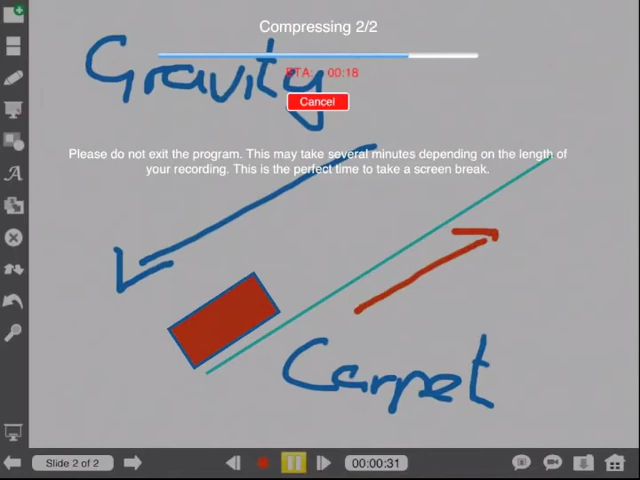 Compressing 2/2
Gravity
ETA: 00:18
Cancel
Please do not exit the program. This may take several minutes depending on the length of
your recording. This is the perfect time to take a screen break.
Carpet
A
Slide 2 of 2
00:00:31